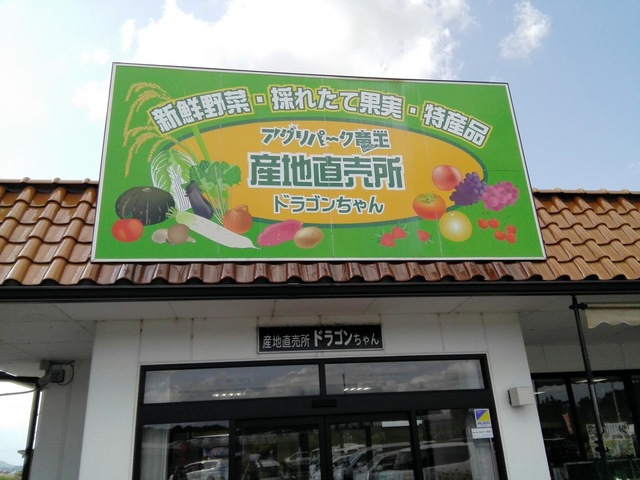 新鮮野菜・採れたて果実・特産品
アグリパーク竜王
産地直売所
ドラゴンちゃん
産地直売所 ドラゴンちゃん